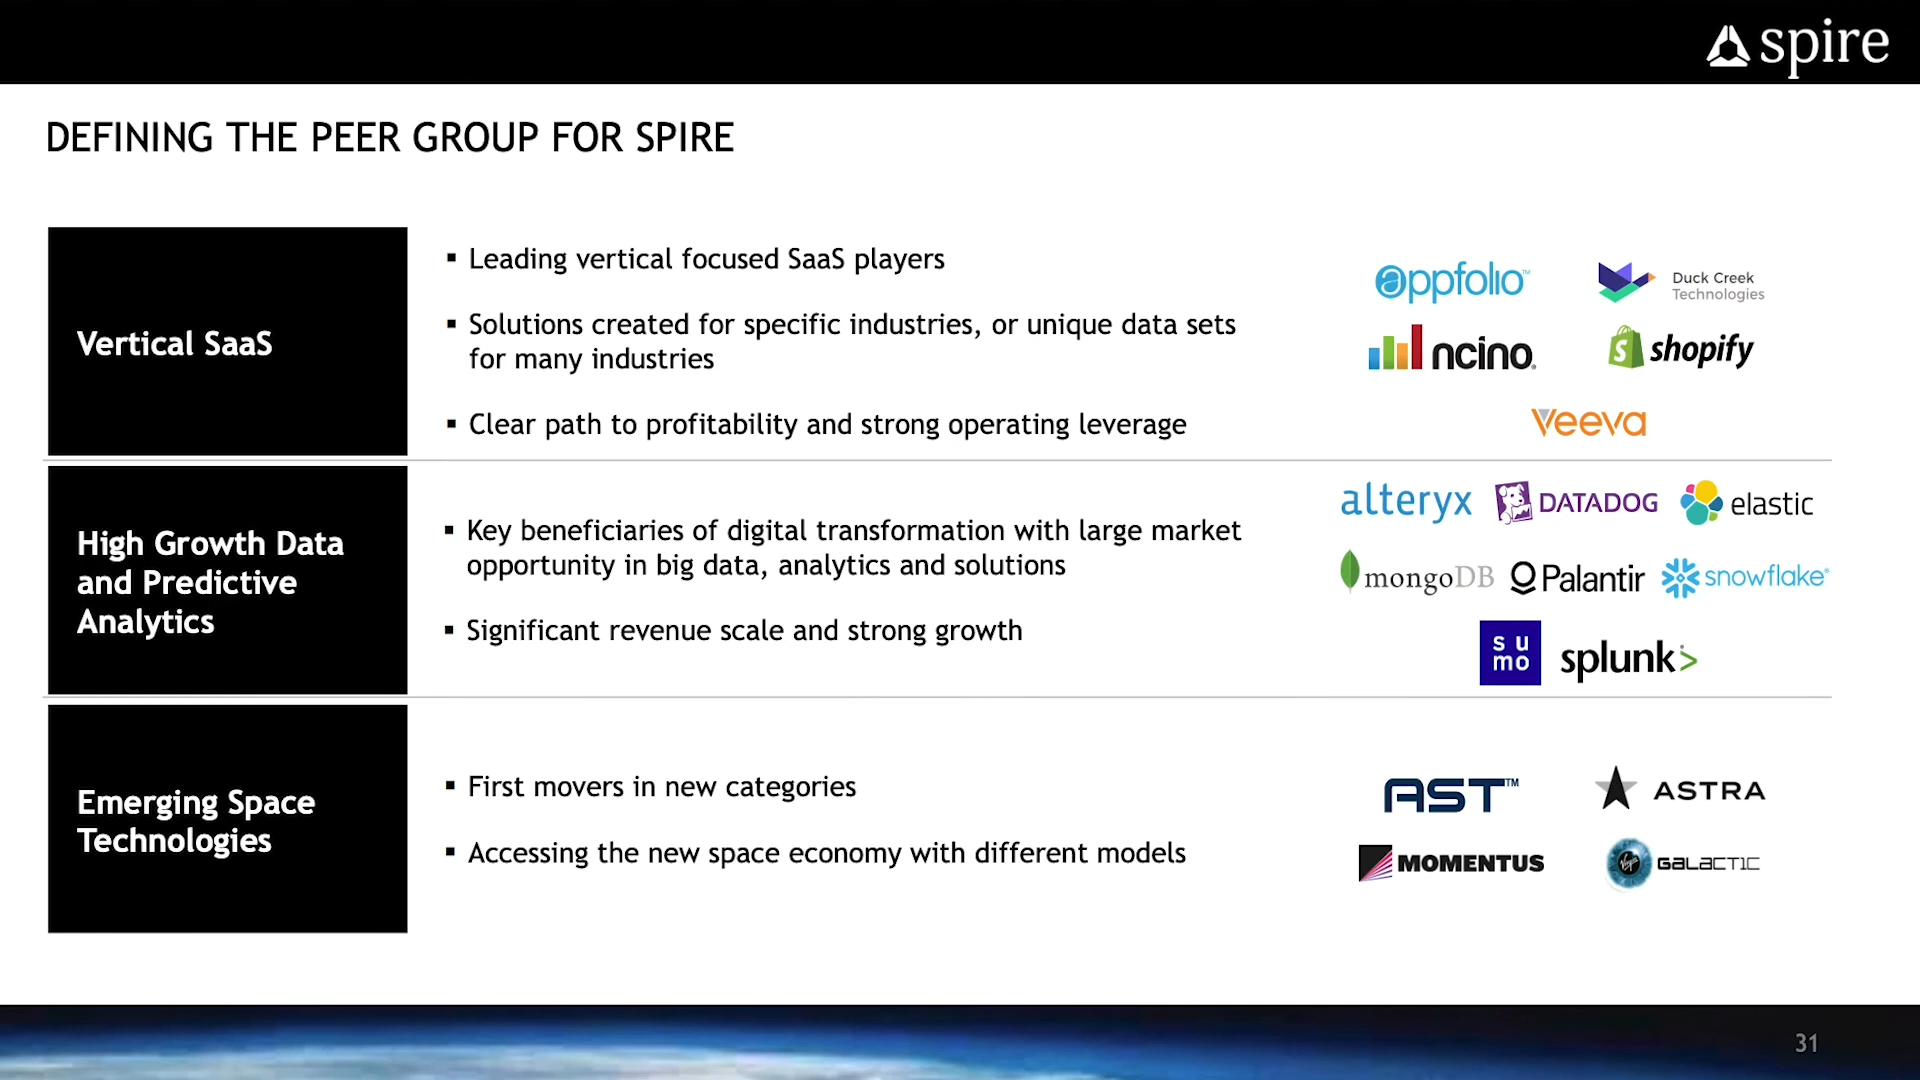 spire
DEFINING THE PEER GROUP FOR SPIRE
Vertical SaaS
▪ Leading vertical focused SaaS players
▪ Solutions created for specific industries, or unique data sets
for many industries
▪ Clear path to profitability and strong operating leverage
appfolio™
Duck Creek
Technologies
ncino®
shopify
Veeva
High Growth Data
and Predictive
Analytics
▪ Key beneficiaries of digital transformation with large market
opportunity in big data, analytics and solutions
▪ Significant revenue scale and strong growth
alteryx
DATADOG
elastic
mongoDB
Palantir
snowflake®
su
mo
splunk>
Emerging Space
Technologies
▪ First movers in new categories
▪ Accessing the new space economy with different models
AST™
ASTRA
MOMENTUS
Virgin GALACTIC
31